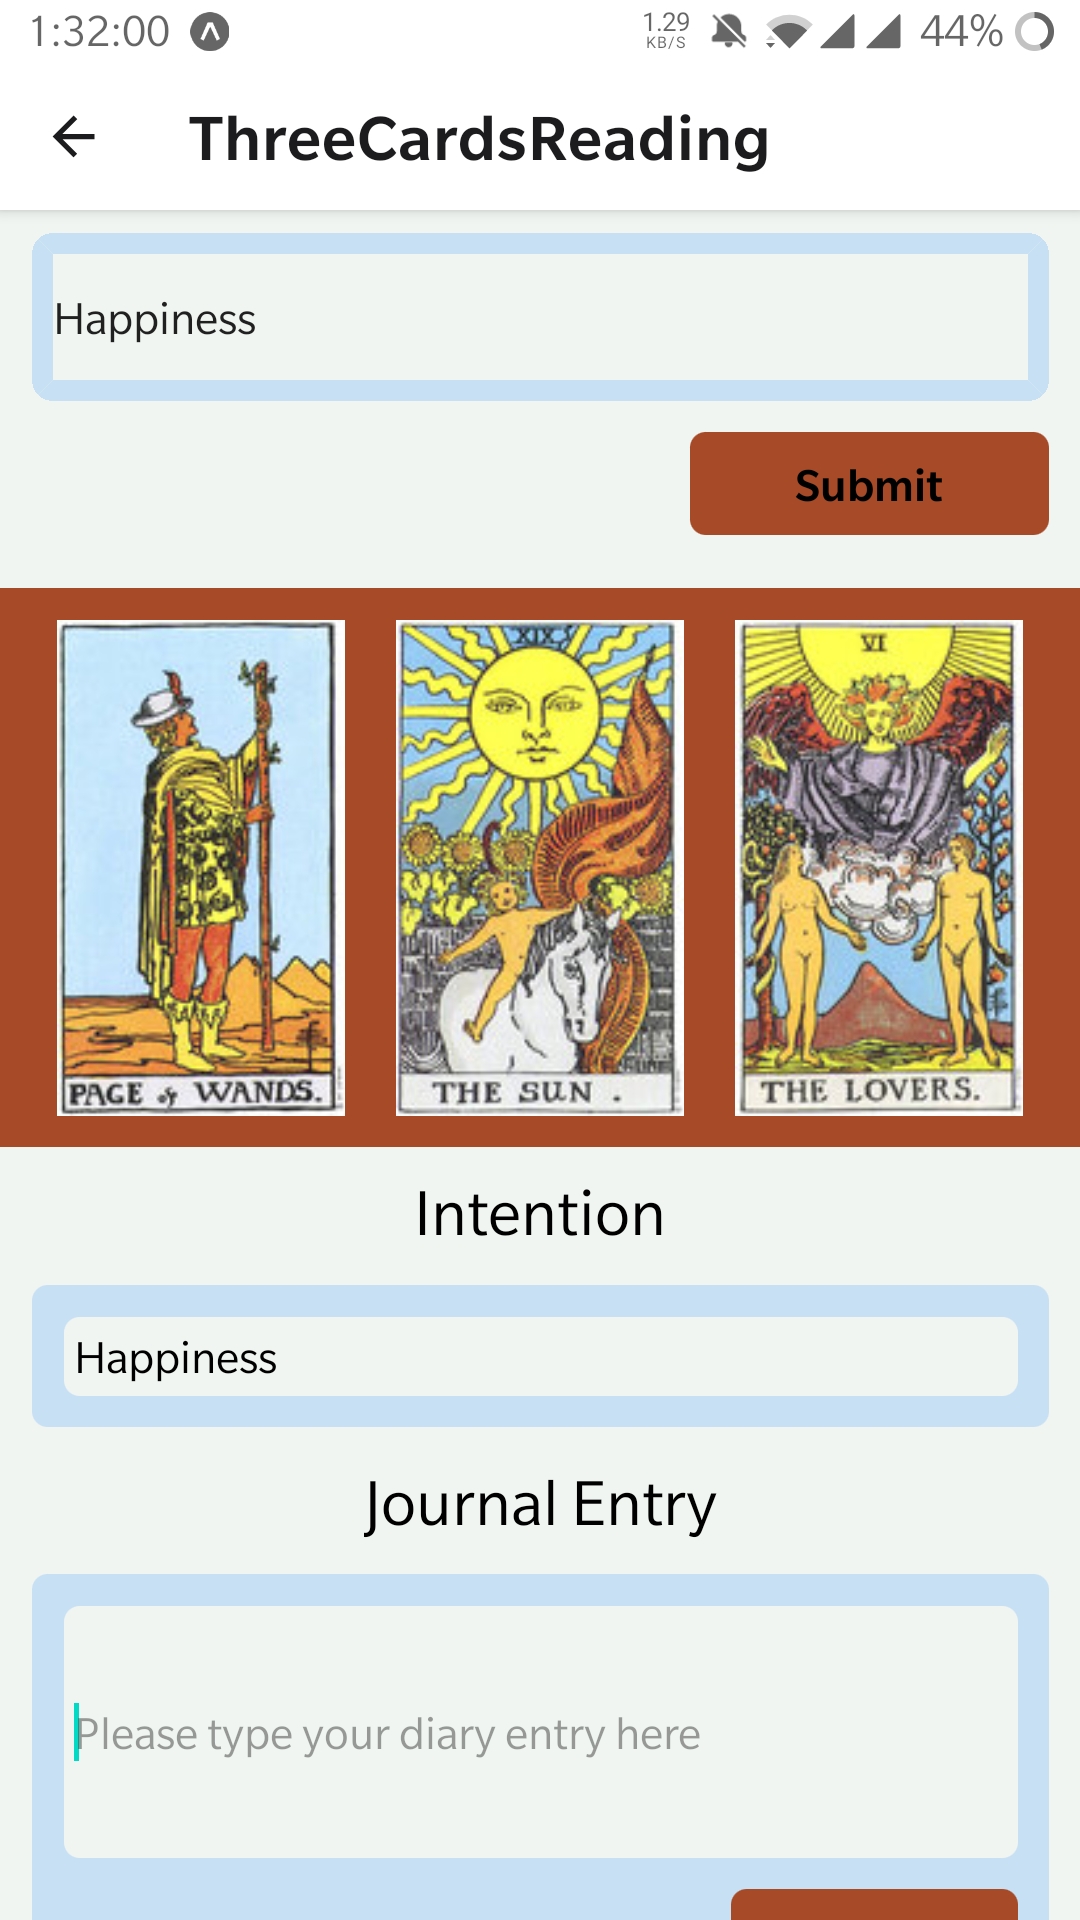 1:32:00 1.29 KB/S 44%
ThreeCardsReading
Happiness
Submit
XIX VI
PAGE of WANDS. THE SUN . THE LOVERS.
Intention
Happiness
Journal Entry
Please type your diary entry here